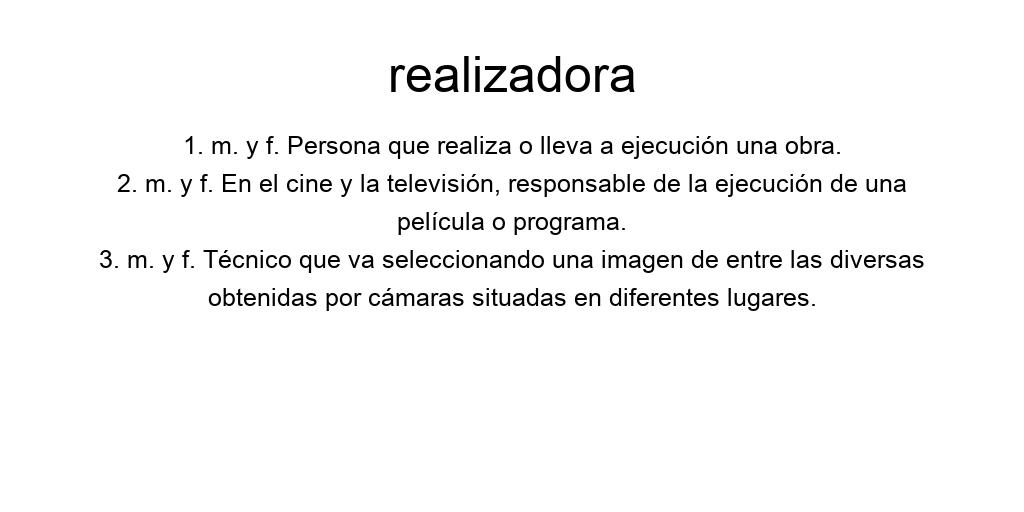 realizadora
1. m. y f. Persona que realiza o lleva a ejecución una obra.
2. m. y f. En el cine y la televisión, responsable de la ejecución de una
película o programa.
3. m. y f. Técnico que va seleccionando una imagen de entre las diversas
obtenidas por cámaras situadas en diferentes lugares.